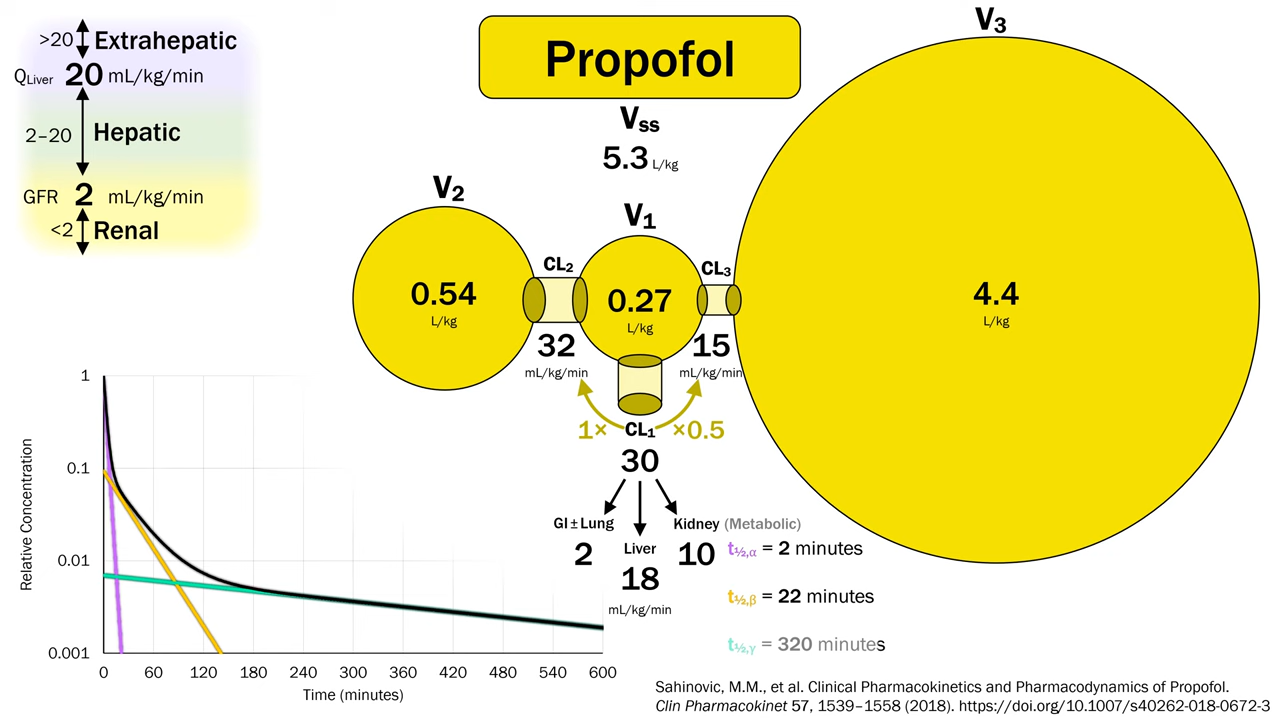 >20 Extrahepatic
QLiver 20 mL/kg/min
2–20 Hepatic
GFR 2 mL/kg/min
<2 Renal
Propofol
Vss
5.3 L/kg
V2
0.54
L/kg
CL2
32
mL/kg/min
V1
0.27
L/kg
CL3
15
mL/kg/min
V3
4.4
L/kg
1× CL1 ×0.5
30
GI ± Lung
2
Liver
18
mL/kg/min
Kidney (Metabolic)
10
t½,α = 2 minutes
t½,β = 22 minutes
t½,γ = 320 minutes
Relative Concentration
1
0.1
0.01
0.001
0 60 120 180 240 300 360 420 480 540 600
Time (minutes)
Sahinovic, M.M., et al. Clinical Pharmacokinetics and Pharmacodynamics of Propofol.
Clin Pharmacokinet 57, 1539–1558 (2018). https://doi.org/10.1007/s40262-018-0672-3